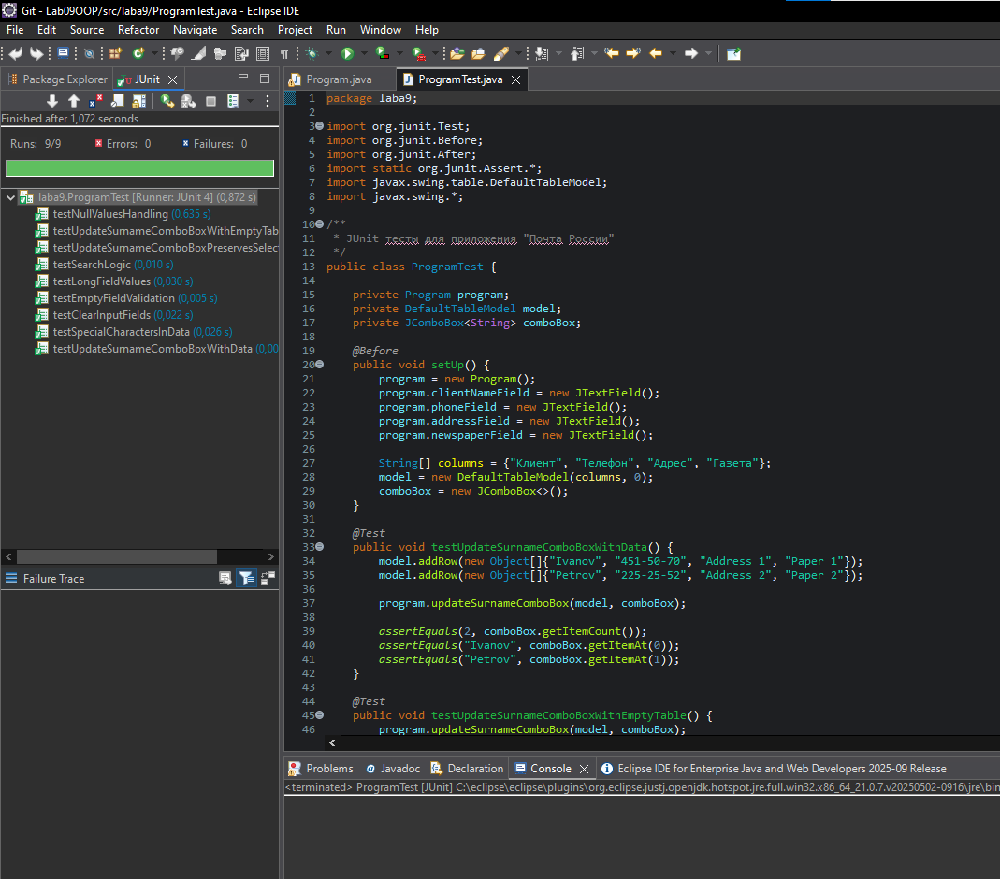 Git - Lab09OOP/src/laba9/ProgramTest.java - Eclipse IDE
File Edit Source Refactor Navigate Search Project Run Window Help
Package Explorer JUnit
Finished after 1,072 seconds
Runs: 9/9 Errors: 0 Failures: 0
laba9.ProgramTest [Runner: JUnit 4] (0,872 s)
testNullValuesHandling (0,635 s)
testUpdateSurnameComboBoxWithEmptyTab
testUpdateSurnameComboBoxPreservesSelec
testSearchLogic (0,010 s)
testLongFieldValues (0,030 s)
testEmptyFieldValidation (0,005 s)
testClearInputFields (0,022 s)
testSpecialCharactersInData (0,026 s)
testUpdateSurnameComboBoxWithData (0,00
Failure Trace
Program.java ProgramTest.java
1 package laba9;
2
3 import org.junit.Test;
4 import org.junit.Before;
5 import org.junit.After;
6 import static org.junit.Assert.*;
7 import javax.swing.table.DefaultTableModel;
8 import javax.swing.*;
9
10 /**
11 * JUnit тесты для приложения "Почта России"
12 */
13 public class ProgramTest {
14
15 private Program program;
16 private DefaultTableModel model;
17 private JComboBox<String> comboBox;
18
19 @Before
20 public void setUp() {
21 program = new Program();
22 program.clientNameField = new JTextField();
23 program.phoneField = new JTextField();
24 program.addressField = new JTextField();
25 program.newspaperField = new JTextField();
26
27 String[] columns = {"Клиент", "Телефон", "Адрес", "Газета"};
28 model = new DefaultTableModel(columns, 0);
29 comboBox = new JComboBox<>();
30 }
31
32 @Test
33 public void testUpdateSurnameComboBoxWithData() {
34 model.addRow(new Object[]{"Ivanov", "451-50-70", "Address 1", "Paper 1"});
35 model.addRow(new Object[]{"Petrov", "225-25-52", "Address 2", "Paper 2"});
36
37 program.updateSurnameComboBox(model, comboBox);
38
39 assertEquals(2, comboBox.getItemCount());
40 assertEquals("Ivanov", comboBox.getItemAt(0));
41 assertEquals("Petrov", comboBox.getItemAt(1));
42 }
43
44 @Test
45 public void testUpdateSurnameComboBoxWithEmptyTable() {
46 program.updateSurnameComboBox(model, comboBox);
Problems Javadoc Declaration Console Eclipse IDE for Enterprise Java and Web Developers 2025-09 Release
<terminated> ProgramTest [JUnit] C:\eclipse\eclipse\plugins\org.eclipse.justj.openjdk.hotspot.jre.full.win32.x86_64_21.0.7.v20250502-0916\jre\bin